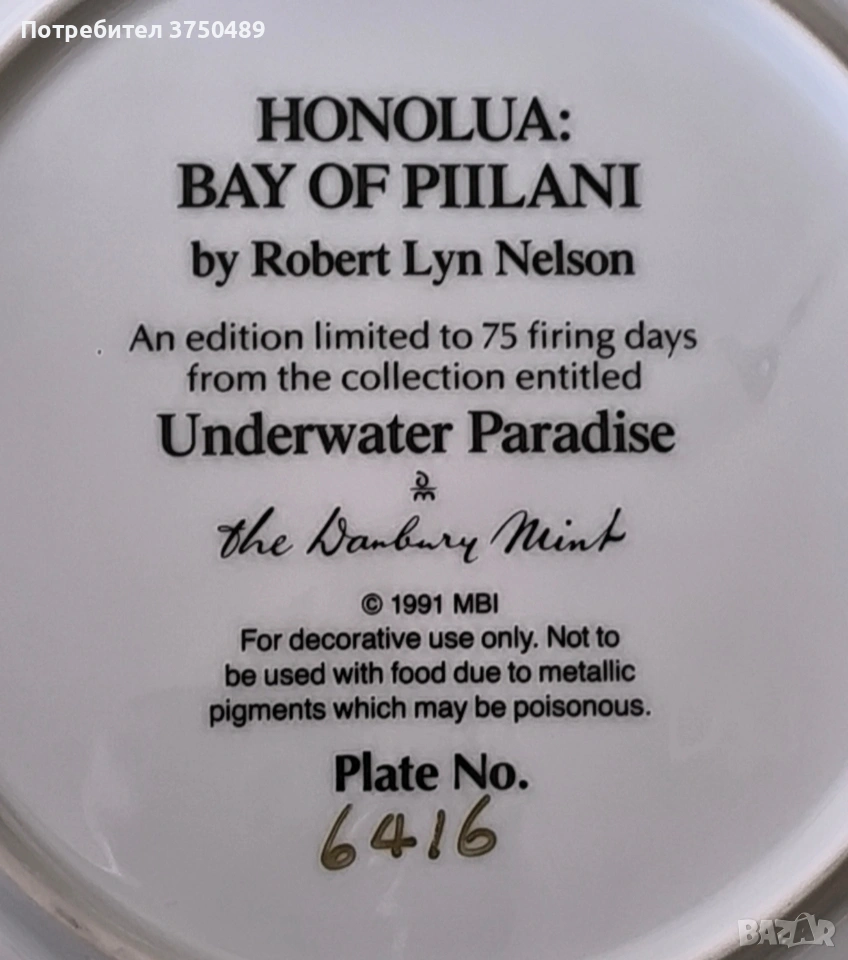 Потребител 3750489
HONOLUA:
BAY OF PIILANI
by Robert Lyn Nelson
An edition limited to 75 firing days
from the collection entitled
Underwater Paradise
the Danbury Mint
© 1991 MBI
For decorative use only. Not to
be used with food due to metallic
pigments which may be poisonous.
Plate No.
6416
BAZAR